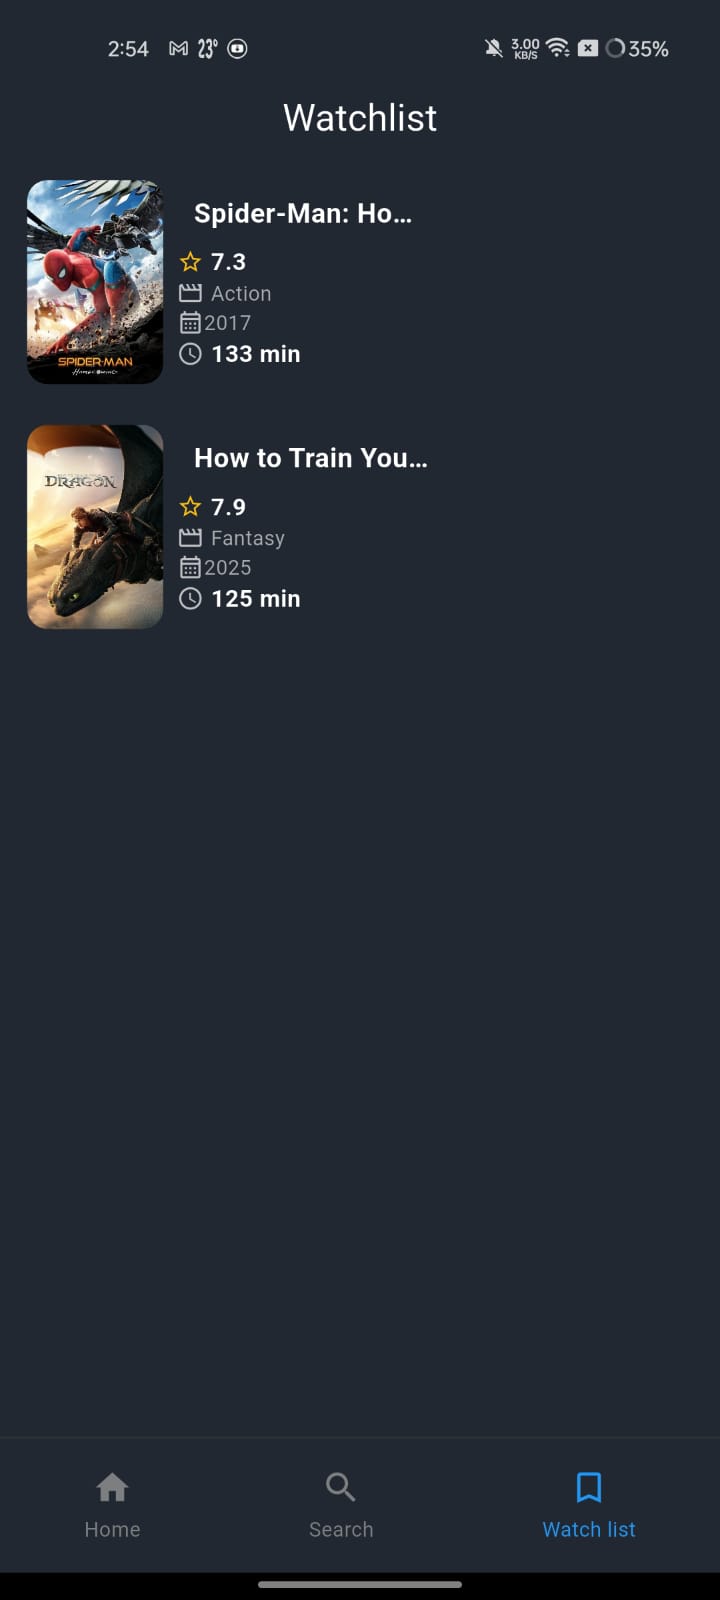 2:54 23° 3.00 KB/S 35%
Watchlist
Spider-Man: Ho...
7.3
Action
2017
133 min
SPIDER-MAN
HOMECOMING
How to Train You...
DRAGON
7.9
Fantasy
2025
125 min
Home Search Watch list